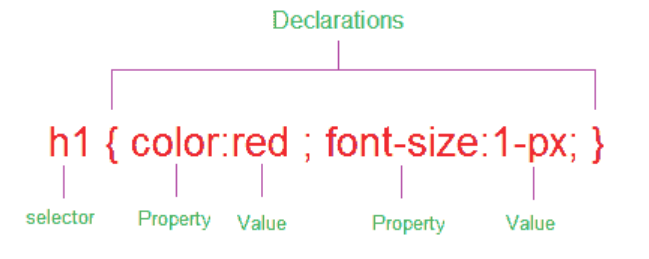 Declarations
h1 { color:red ; font-size:1-px; }
selector Property Value Property Value